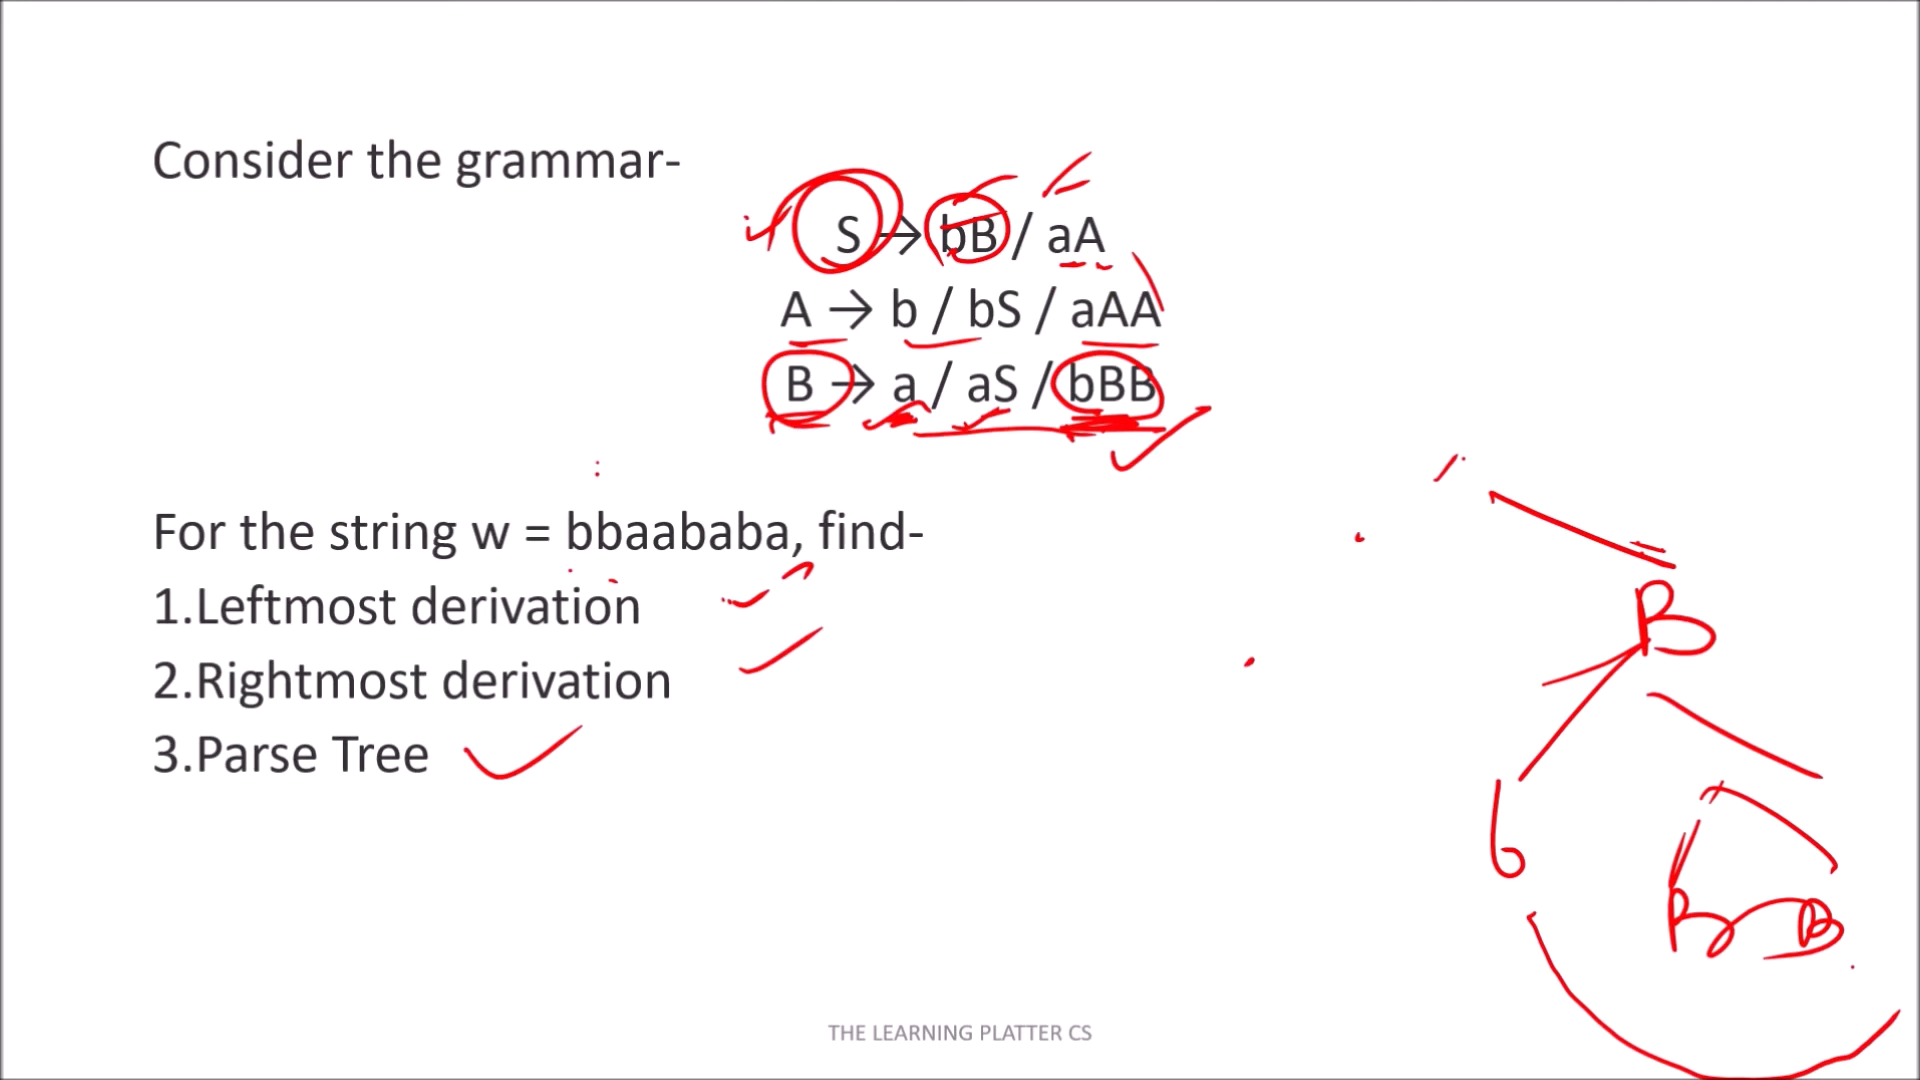 Consider the grammar-
S → bB / aA
A → b / bS / aAA
B → a / aS / bBB
For the string w = bbaababa, find-
1.Leftmost derivation
2.Rightmost derivation
3.Parse Tree
B
b
B B
THE LEARNING PLATTER CS